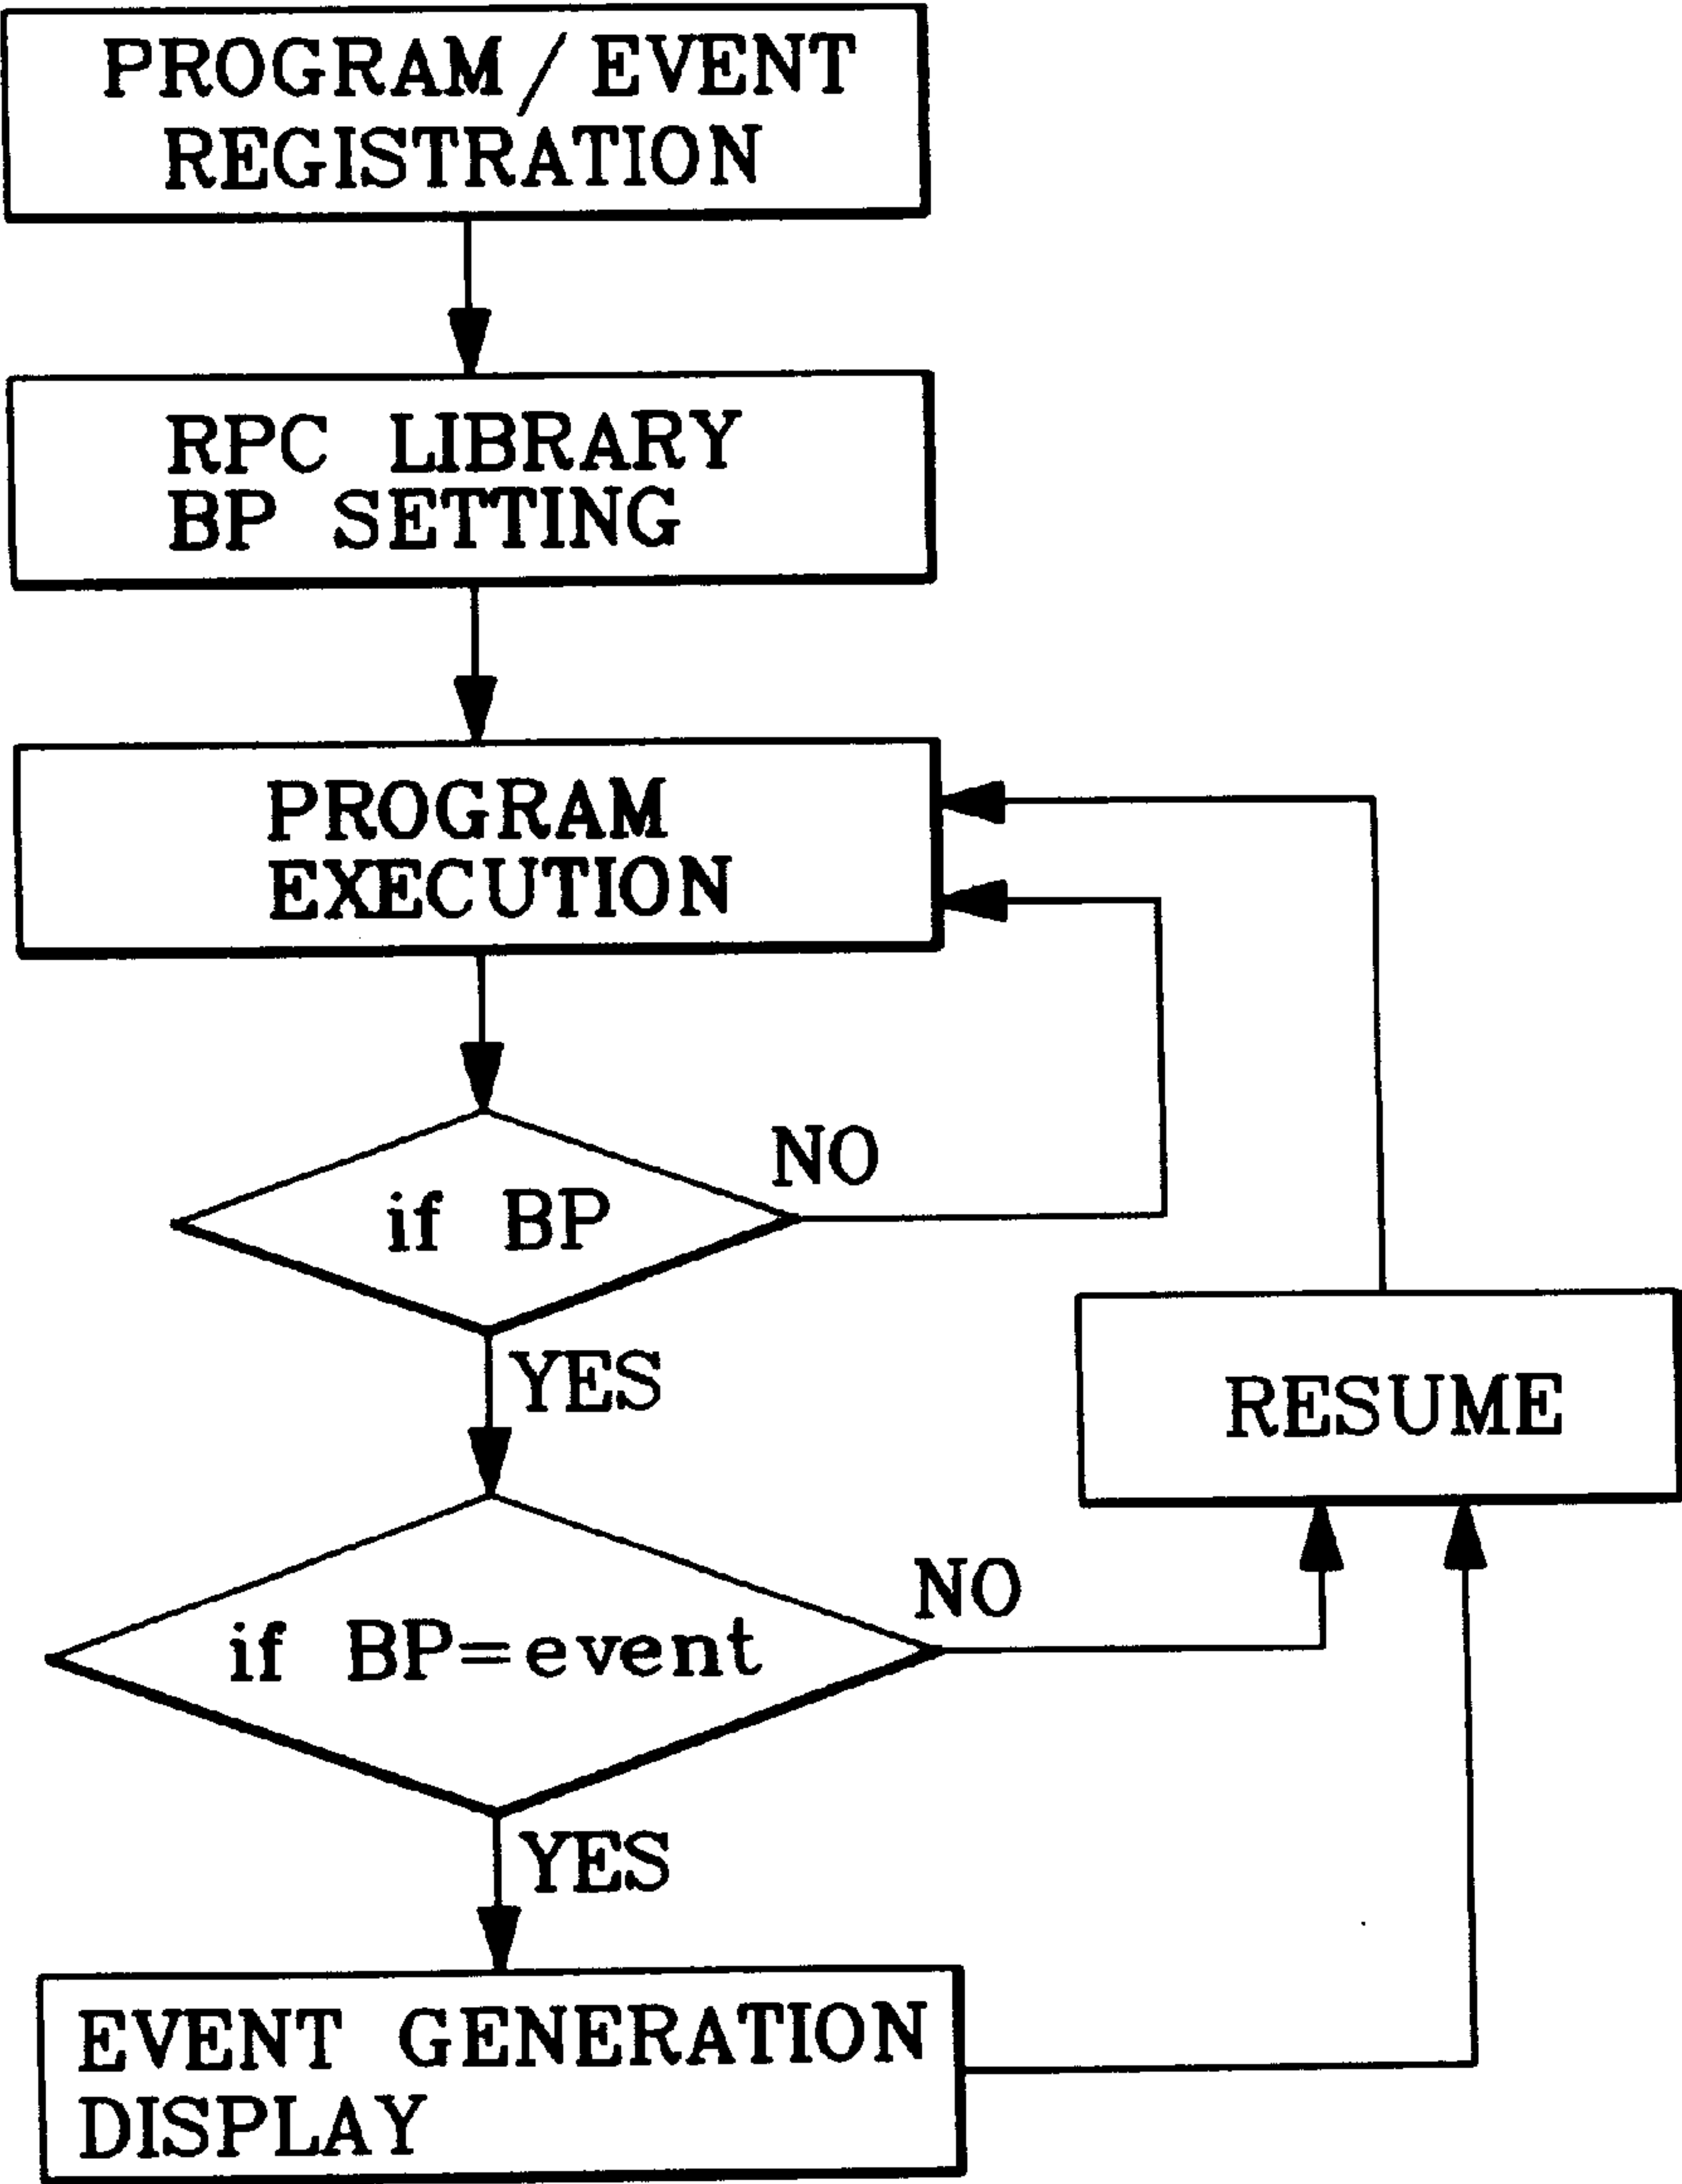 PROGRAM/EVENT
REGISTRATION
RPC LIBRARY
BP SETTING
PROGRAM
EXECUTION
NO
if BP
YES
RESUME
NO
if BP=event
YES
EVENT GENERATION
DISPLAY